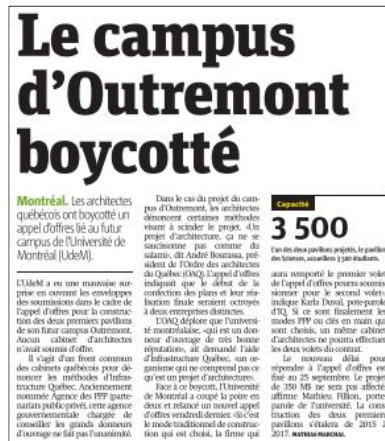 Le campus
d'Outremont
boycotté
Montréal. Les architectes
québécois ont boycotté un
appel d'offres lié au futur
campus de l'Université de
Montréal (UdeM).
L'UdeM a eu une mauvaise sur-
prise en ouvrant les enveloppes
des soumissions dans le cadre de
l'appel d'offres pour la construc-
tion des deux premiers pavillons
de son futur campus Outremont.
Aucun cabinet d'architectes
n'avait soumis d'offre.
Il s'agit d'un front commun
des cabinets québécois pour dé-
noncer les méthodes d'Infras-
tructure Québec. Anciennement
nommée Agence des PPP (parte-
nariats public privé), cette agence
gouvernementale chargée de
conseiller les grands donneurs
d'ouvrage ne fait pas l'unanimité.
Dans le cas du projet du cam-
pus d'Outremont, les architectes
dénoncent certaines méthodes
visant à scinder le projet. «Un
projet d'architecture, ça ne se
saucissonne pas comme du
salami», dit André Bourassa, pré-
sident de l'Ordre des architectes
du Québec (OAQ). L'appel d'offres
indiquait que le début de la
confection des plans et leur réa-
lisation finale seraient octroyés
à deux entreprises distinctes.
L'OAQ déplore que l'universi-
té montréalaise, «qui est un don-
neur d'ouvrage de très bonne
réputation», ait demandé l'aide
d'Infrastructure Québec, «un or-
ganisme qui ne comprend pas ce
qu'est un projet d'architecture».
Face à ce boycott, l'Université
de Montréal a coupé la poire en
deux et relancé un nouvel appel
d'offres vendredi dernier. «Si c'est
le mode traditionnel de construc-
tion qui est choisi, la firme qui
Capacité
3 500
L'un des deux pavillons projetés, le pavillon
des Sciences, accueillera 3 500 étudiants.
aura remporté le premier volet
de l'appel d'offres pourra soumis-
sionner pour le second volet»,
indique Karla Duval, porte-parole
d'IQ. Si ce sont finalement les
modes PPP ou clés en main qui
sont choisis, un même cabinet
d'architectes ne pourra effectuer
les deux volets du contrat.
Le nouveau délai pour
répondre à l'appel d'offres est
fixé au 25 septembre. Le projet
de 350 M$ ne sera pas affecté,
affirme Mathieu Filion, porte-
parole de l'université. La cons-
truction des deux premiers
pavillons s'étalera de 2015 à
2017. MATHIAS MARCHAL